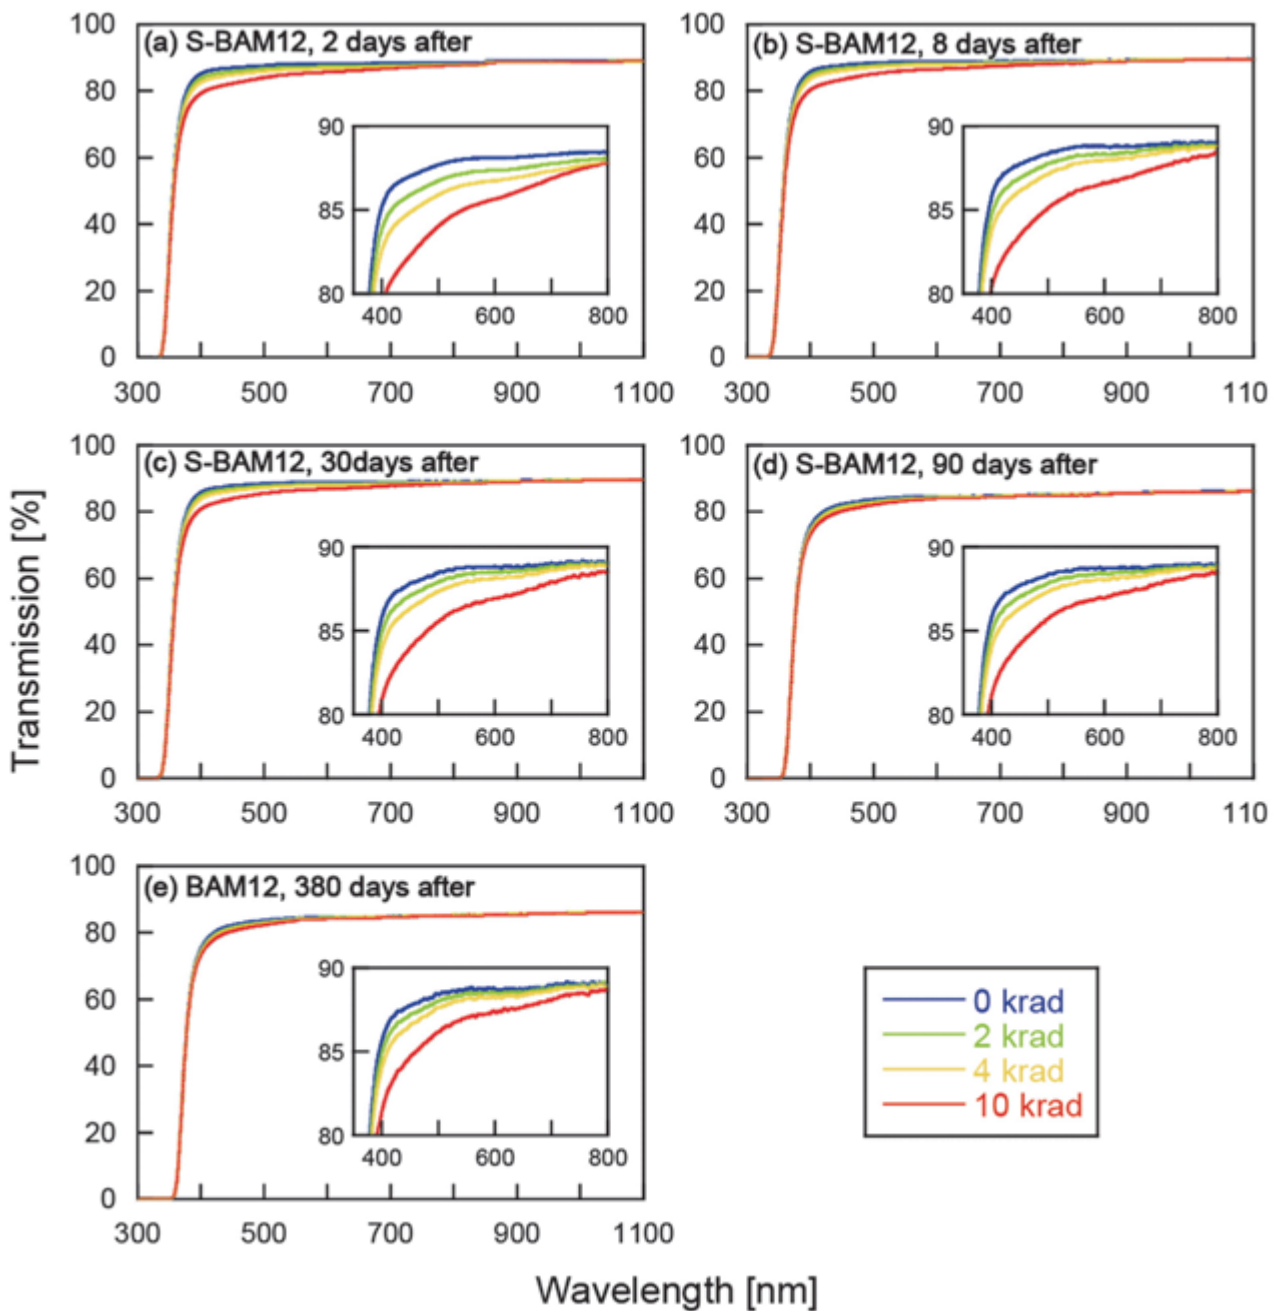 100
80
60
40
20
0
(a) S-BAM12, 2 days after
90
85
80
400 600 800
300 500 700 900 1100
100
80
60
40
20
0
(b) S-BAM12, 8 days after
90
85
80
400 600 800
300 500 700 900 110
100
80
60
40
20
0
(c) S-BAM12, 30days after
90
85
80
400 600 800
300 500 700 900 1100
100
80
60
40
20
0
(d) S-BAM12, 90 days after
90
85
80
400 600 800
300 500 700 900 110
Transmission [%]
100
80
60
40
20
0
(e) BAM12, 380 days after
90
85
80
400 600 800
300 500 700 900 1100
0 krad
2 krad
4 krad
10 krad
Wavelength [nm]